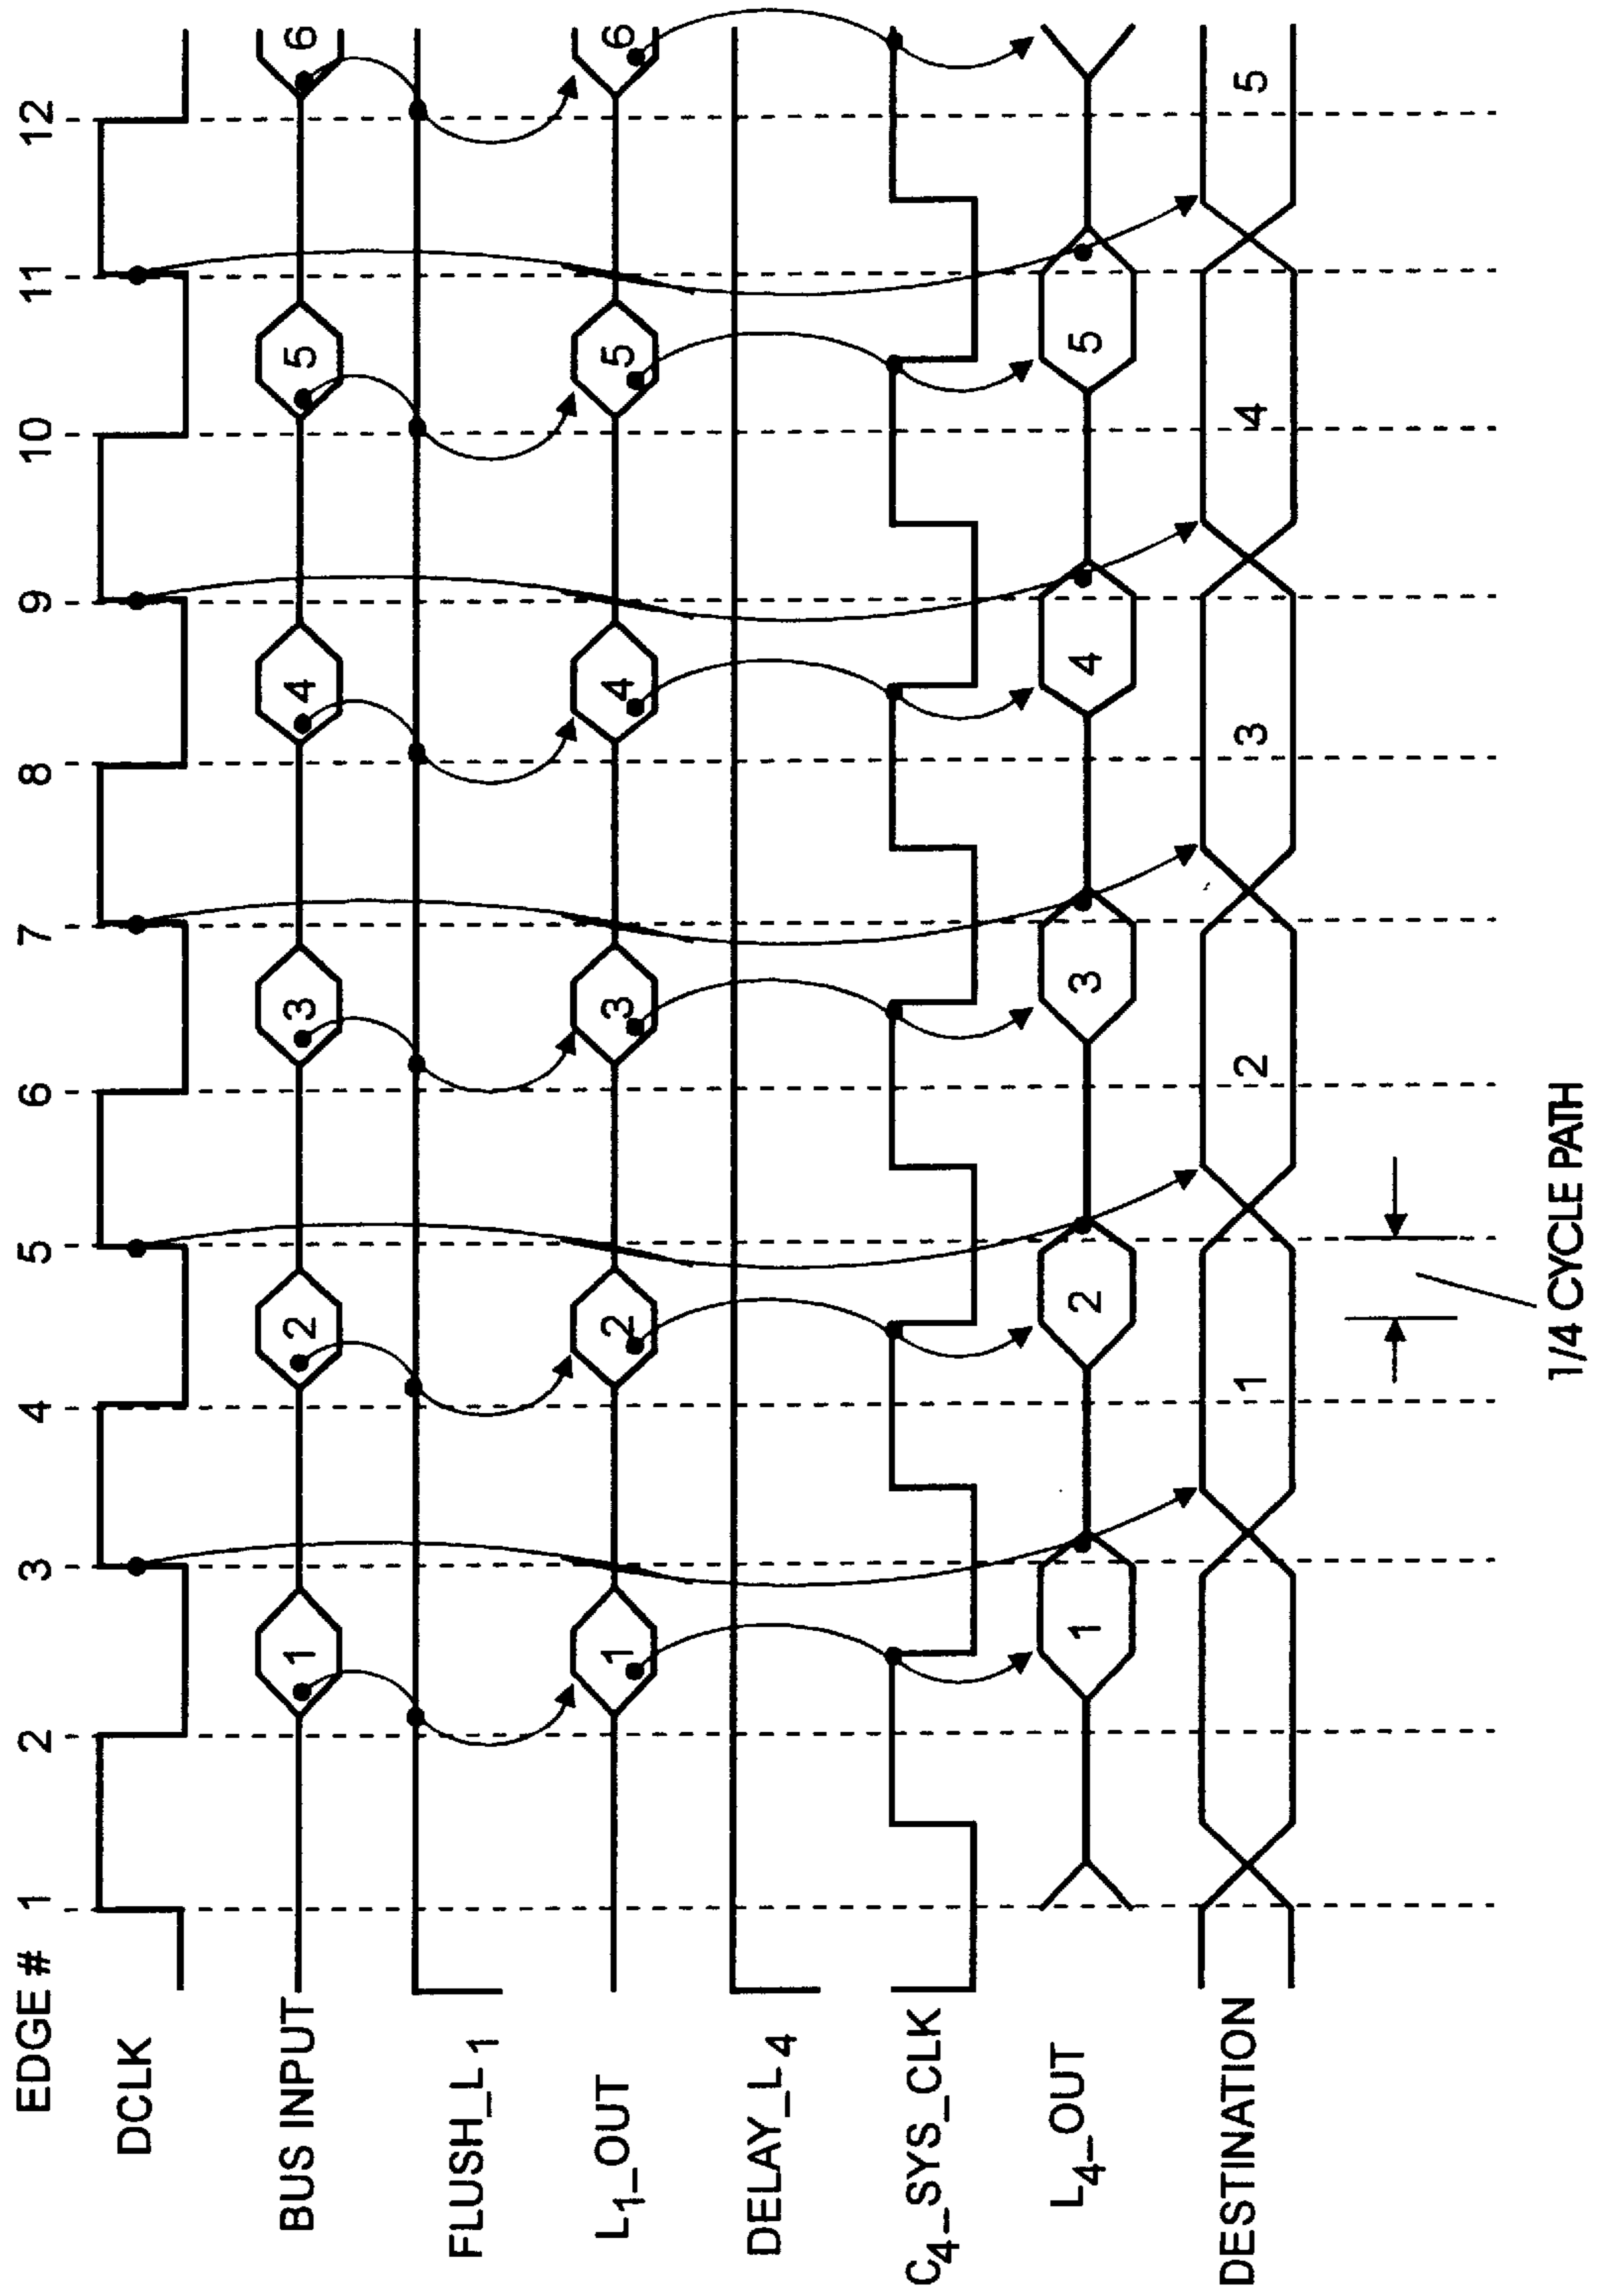 EDGE # 1 2 3 4 5 6 7 8 9 10 11 12
DCLK
BUS INPUT 1 2 3 4 5 6
FLUSH_L1
L1_OUT 1 2 3 4 5 6
DELAY_L4
C4_SYS_CLK
L4_OUT 1 2 3 4 5
DESTINATION 1 2 3 4 5
1/4 CYCLE PATH